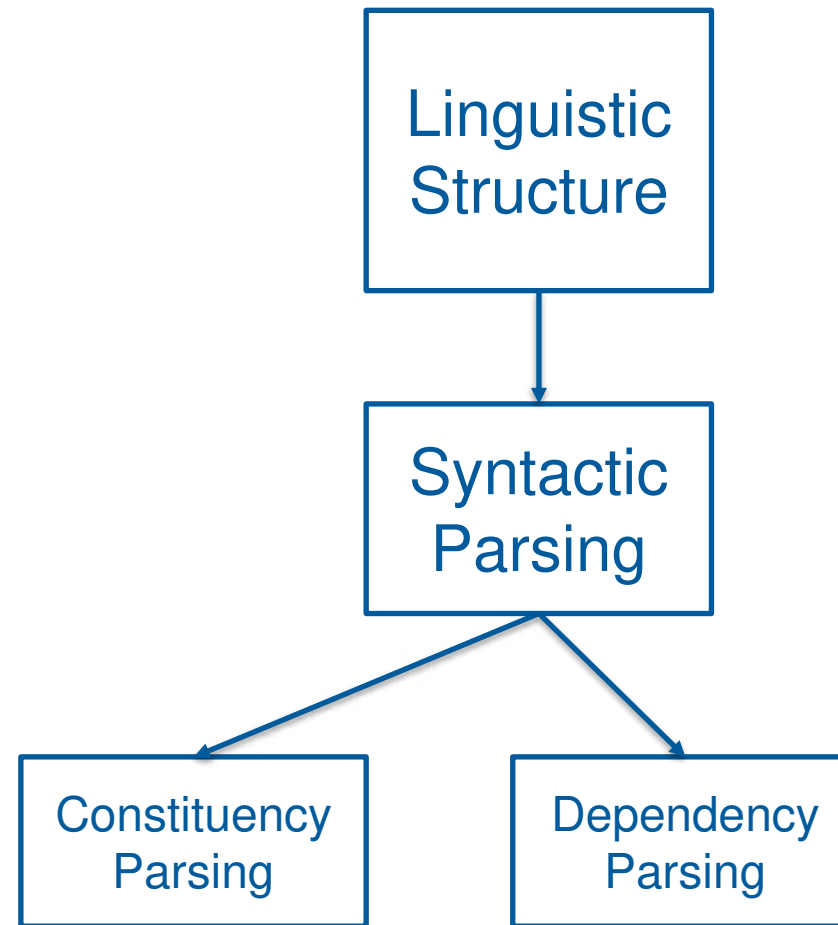 Linguistic
Structure
Syntactic
Parsing
Constituency
Parsing
Dependency
Parsing